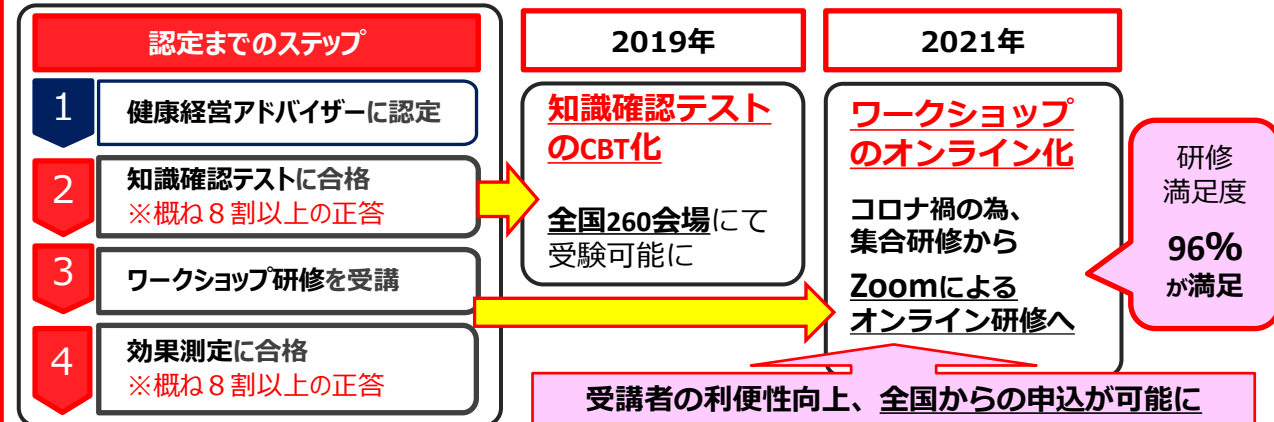 認定までのステップ
1
健康経営アドバイザーに認定
2
知識確認テストに合格
※概ね８割以上の正答
3
ワークショップ研修を受講
4
効果測定に合格
※概ね８割以上の正答
2019年
知識確認テスト
のCBT化
全国260会場にて
受験可能に
2021年
ワークショップ
のオンライン化
コロナ禍の為、
集合研修から
Zoomによる
オンライン研修へ
研修
満足度
96%
が満足
受講者の利便性向上、全国からの申込が可能に